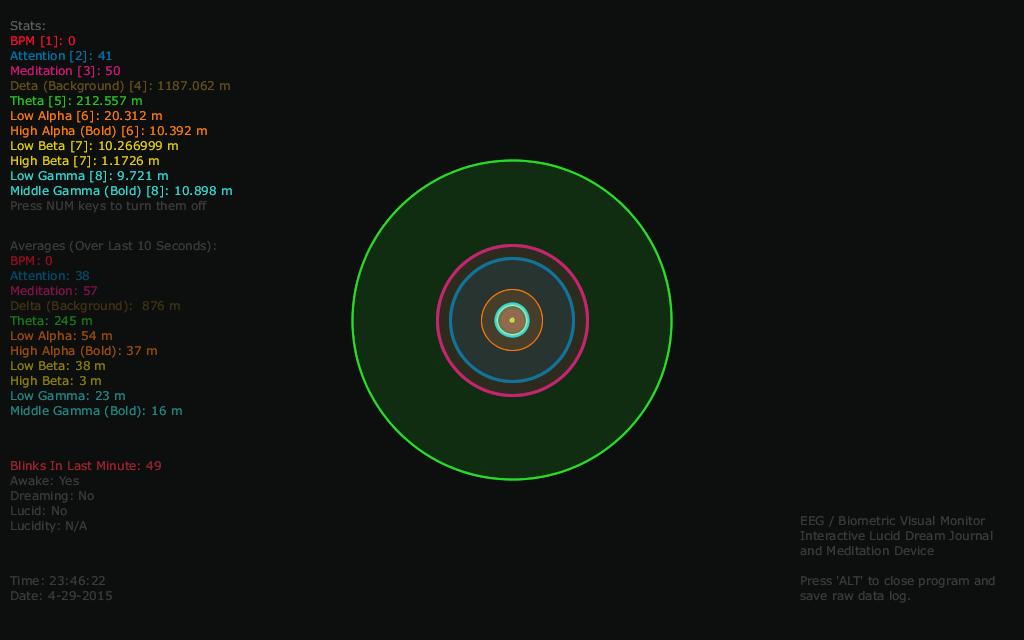 Stats:
BPM [1]: 0
Attention [2]: 41
Meditation [3]: 50
Deta (Background) [4]: 1187.062 m
Theta [5]: 212.557 m
Low Alpha [6]: 20.312 m
High Alpha (Bold) [6]: 10.392 m
Low Beta [7]: 10.266999 m
High Beta [7]: 1.1726 m
Low Gamma [8]: 9.721 m
Middle Gamma (Bold) [8]: 10.898 m
Press NUM keys to turn them off
Averages (Over Last 10 Seconds):
BPM: 0
Attention: 38
Meditation: 57
Delta (Background):  876 m
Theta: 245 m
Low Alpha: 54 m
High Alpha (Bold): 37 m
Low Beta: 38 m
High Beta: 3 m
Low Gamma: 23 m
Middle Gamma (Bold): 16 m
Blinks In Last Minute: 49
Awake: Yes
Dreaming: No
Lucid: No
Lucidity: N/A
Time: 23:46:22
Date: 4-29-2015
EEG / Biometric Visual Monitor
Interactive Lucid Dream Journal
and Meditation Device
Press 'ALT' to close program and
save raw data log.